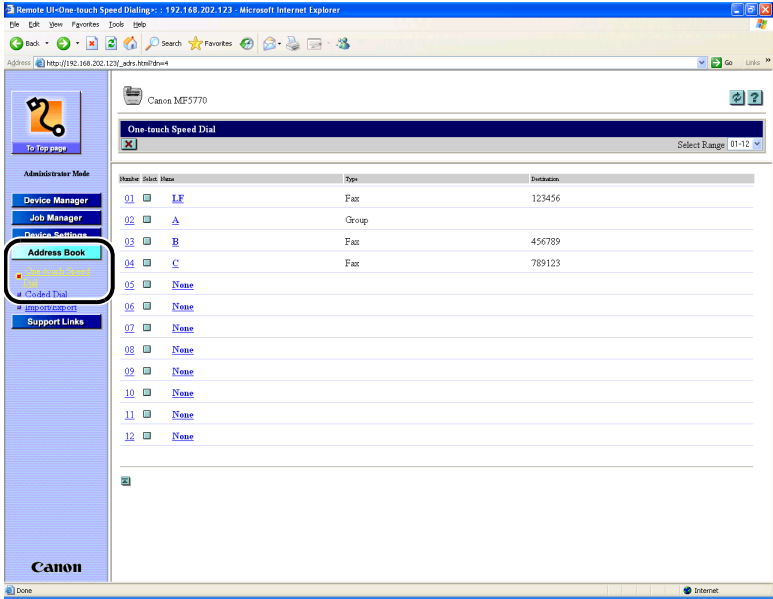 Remote UI<One-touch Speed Dialing>: : 192.168.202.123 - Microsoft Internet Explorer
File Edit View Favorites Tools Help
Back Search Favorites
Address http://192.168.202.123/_adrs.html?dn=4 Go Links »
Canon MF5770
To Top page
One-touch Speed Dial
Select Range 01-12
Administrator Mode
Number Select Name Type Destination
Device Manager
Job Manager
Device Settings
Address Book
One-touch Speed
Dial
Coded Dial
Import/Export
Support Links
01 LF Fax 123456
02 A Group
03 B Fax 456789
04 C Fax 789123
05 None
06 None
07 None
08 None
09 None
10 None
11 None
12 None
Canon
Done Internet